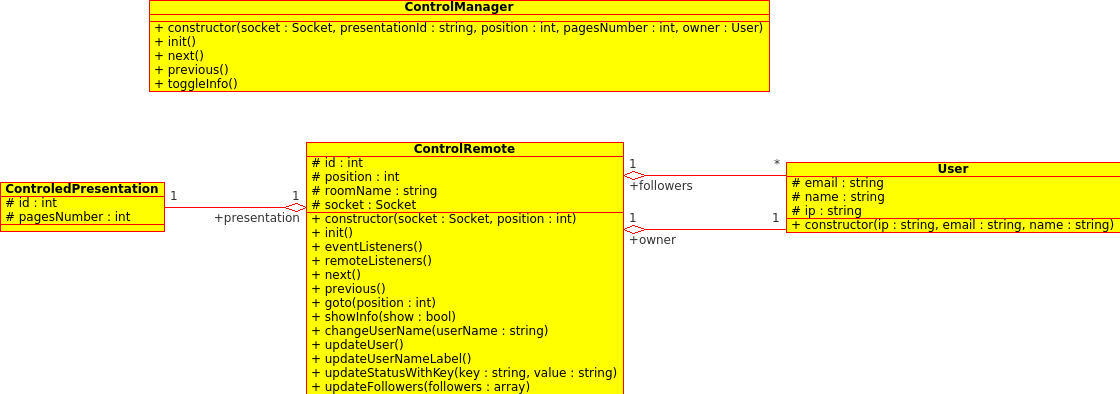 ControlManager
+ constructor(socket : Socket, presentationId : string, position : int, pagesNumber : int, owner : User)
+ init()
+ next()
+ previous()
+ toggleInfo()
ControledPresentation
# id : int
# pagesNumber : int
1
1
+presentation
ControlRemote
# id : int
# position : int
# roomName : string
# socket : Socket
+ constructor(socket : Socket, position : int)
+ init()
+ eventListeners()
+ remoteListeners()
+ next()
+ previous()
+ goto(position : int)
+ showInfo(show : bool)
+ changeUserName(userName : string)
+ updateUser()
+ updateUserNameLabel()
+ updateStatusWithKey(key : string, value : string)
+ updateFollowers(followers : array)
1
*
+followers
1
1
+owner
User
# email : string
# name : string
# ip : string
+ constructor(ip : string, email : string, name : string)